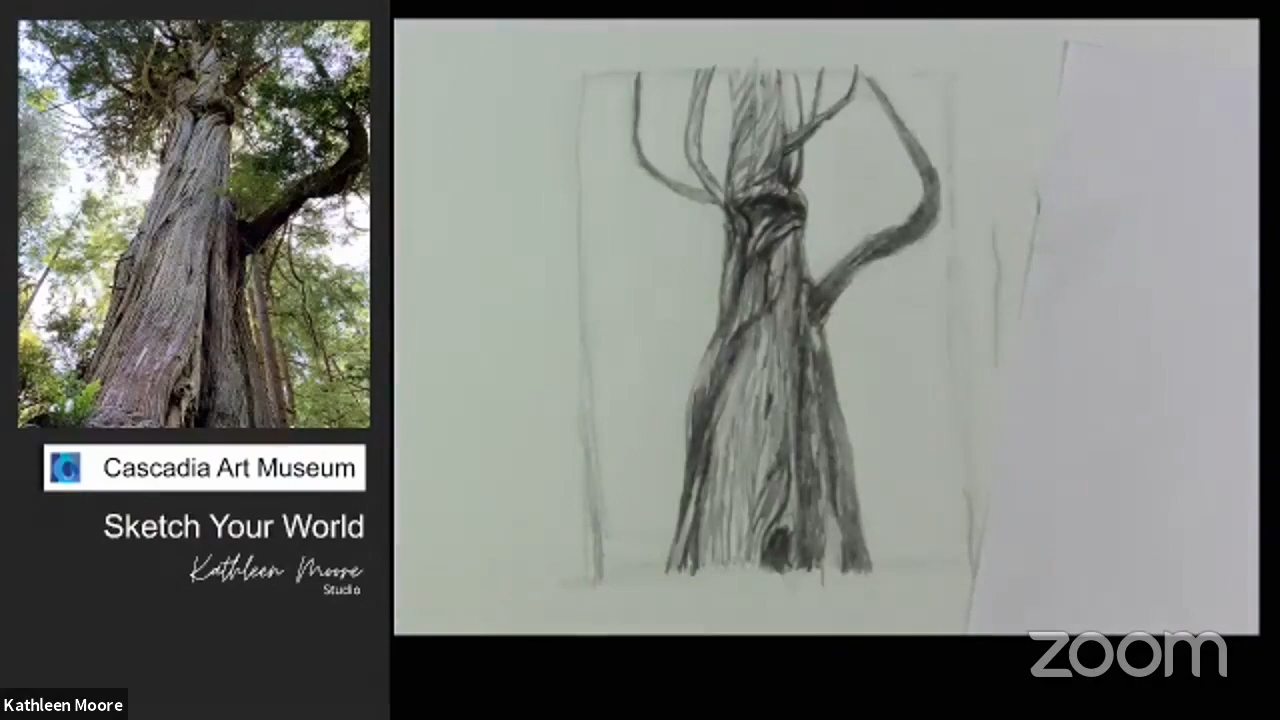 Cascadia Art Museum
Sketch Your World
Kathleen Moore
Studio
Kathleen Moore
zoom